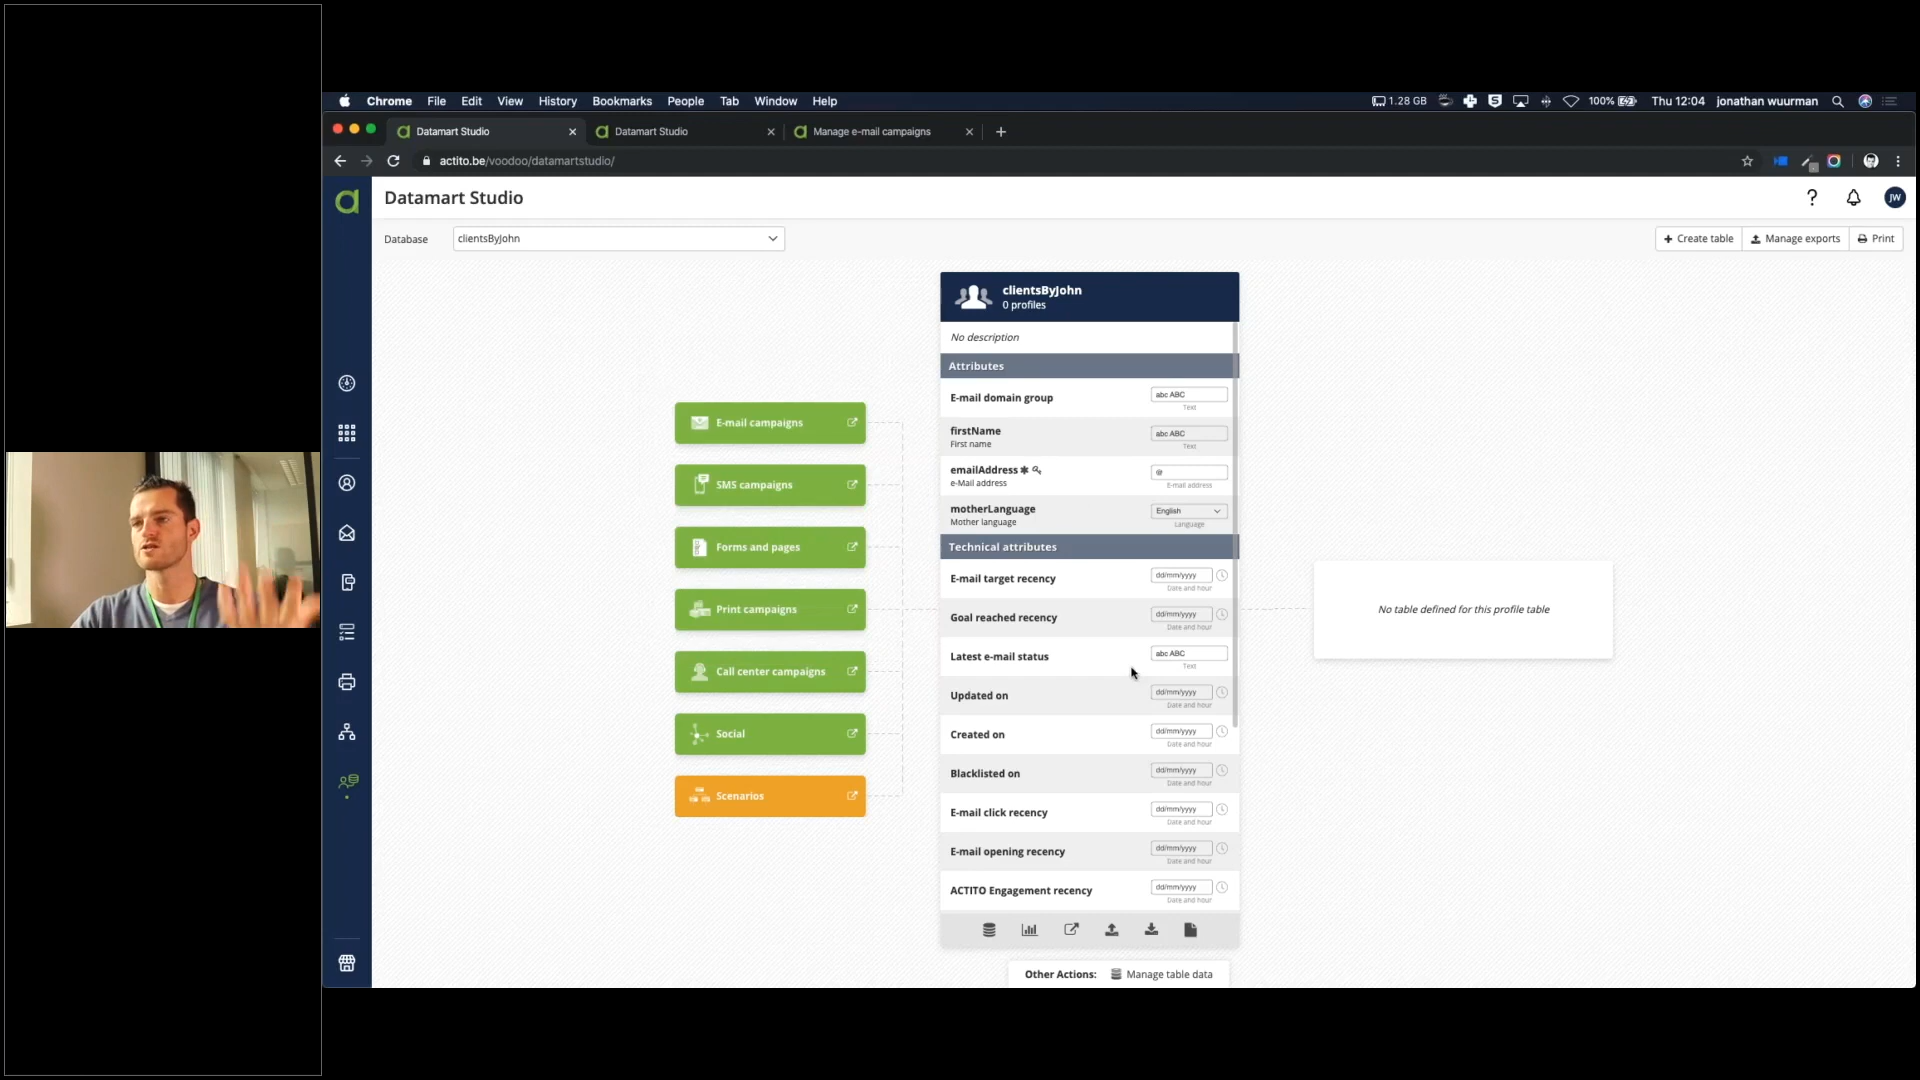 Chrome File Edit View History Bookmarks People Tab Window Help
1.28 GB 100% Thu 12:04 jonathan wuurman
Datamart Studio
Datamart Studio
Manage e-mail campaigns
actito.be/voodoo/datamartstudio/
Datamart Studio
JW
Database
clientsByJohn
Create table
Manage exports
Print
clientsByJohn
0 profiles
No description
Attributes
E-mail domain group
abc ABC
Text
firstName
First name
abc ABC
Text
emailAddress
e-Mail address
@
E-mail address
motherLanguage
Mother language
English
Language
Technical attributes
E-mail target recency
dd/mm/yyyy
Date and hour
Goal reached recency
dd/mm/yyyy
Date and hour
Latest e-mail status
abc ABC
Text
Updated on
dd/mm/yyyy
Date and hour
Created on
dd/mm/yyyy
Date and hour
Blacklisted on
dd/mm/yyyy
Date and hour
E-mail click recency
dd/mm/yyyy
Date and hour
E-mail opening recency
dd/mm/yyyy
Date and hour
ACTITO Engagement recency
dd/mm/yyyy
Date and hour
E-mail campaigns
SMS campaigns
Forms and pages
Print campaigns
Call center campaigns
Social
Scenarios
No table defined for this profile table
Other Actions: Manage table data